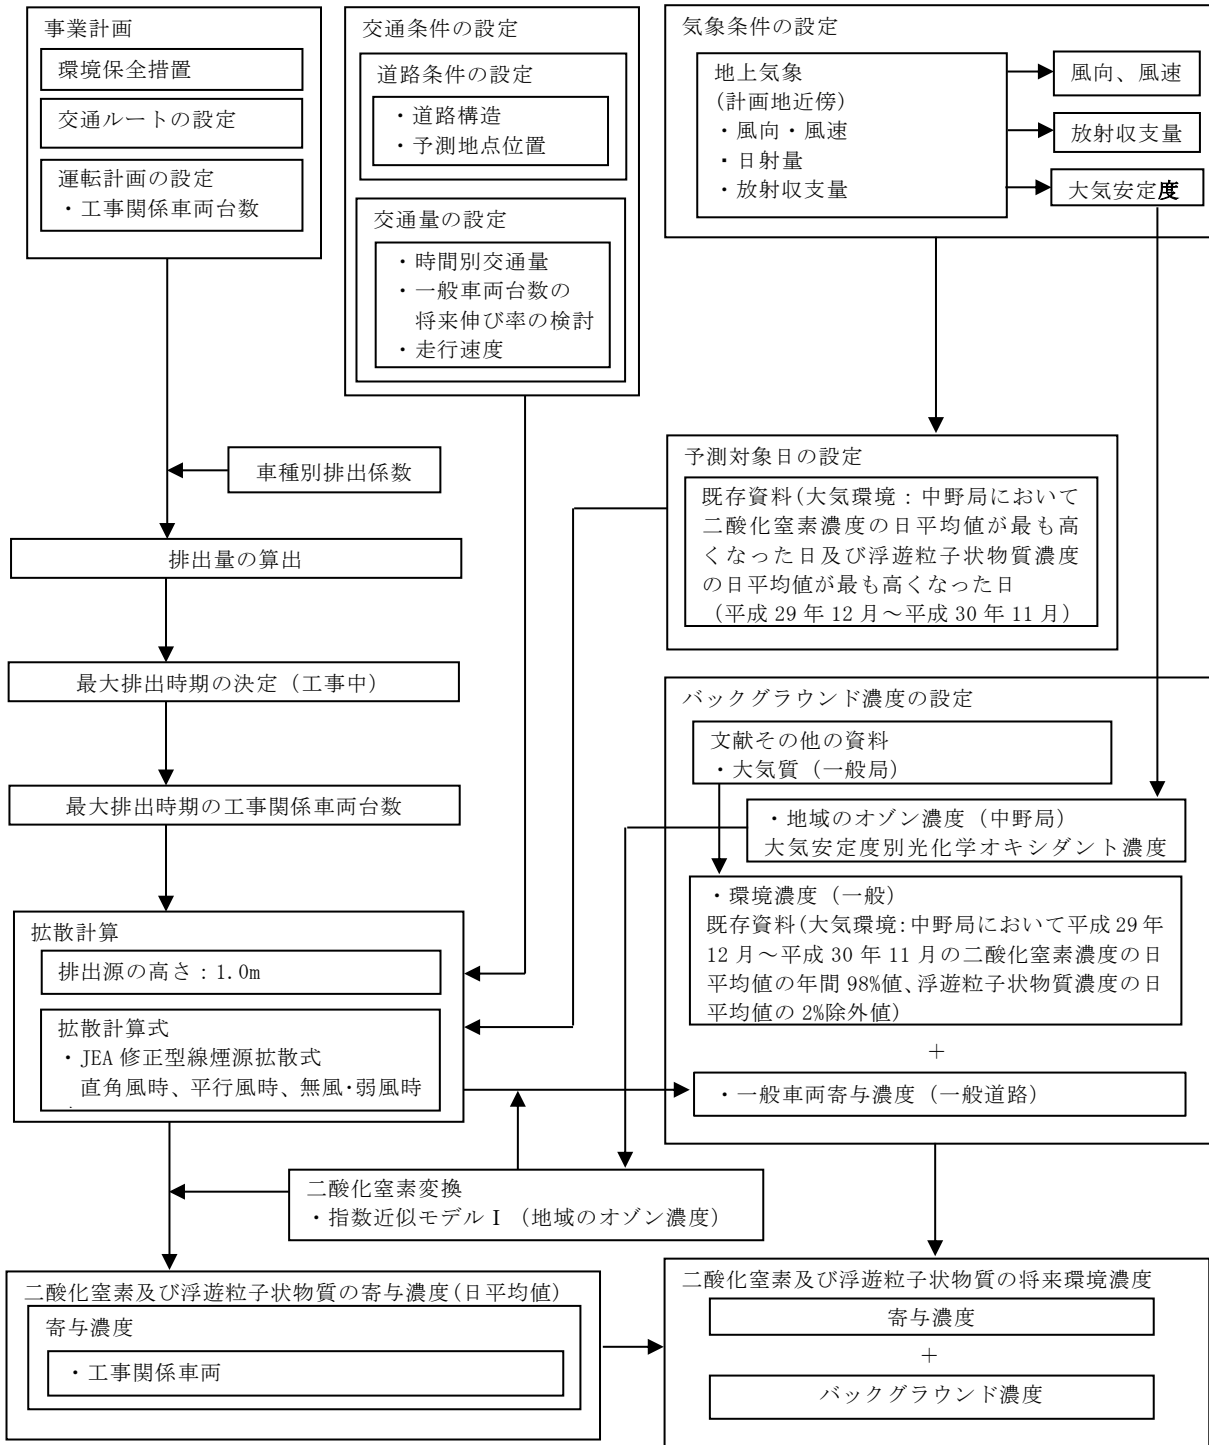 事業計画
環境保全措置
交通ルートの設定
運転計画の設定
・工事関係車両台数
交通条件の設定
道路条件の設定
・道路構造
・予測地点位置
交通量の設定
・時間別交通量
・一般車両台数の
将来伸び率の検討
・走行速度
気象条件の設定
地上気象
(計画地近傍)
・風向・風速
・日射量
・放射収支量
風向、風速
放射収支量
大気安定度
車種別排出係数
予測対象日の設定
既存資料(大気環境：中野局において
二酸化窒素濃度の日平均値が最も高
くなった日及び浮遊粒子状物質濃度
の日平均値が最も高くなった日
(平成 29 年 12 月～平成 30 年 11 月)
排出量の算出
最大排出時期の決定（工事中）
最大排出時期の工事関係車両台数
バックグラウンド濃度の設定
文献その他の資料
・大気質（一般局）
・地域のオゾン濃度（中野局）
大気安定度別光化学オキシダント濃度
・環境濃度（一般）
既存資料(大気環境:中野局において平成 29 年
12 月～平成 30 年 11 月の二酸化窒素濃度の日
平均値の年間 98%値、浮遊粒子状物質濃度の日
平均値の 2%除外値)
＋
・一般車両寄与濃度（一般道路）
拡散計算
排出源の高さ：1.0m
拡散計算式
・JEA 修正型線煙源拡散式
直角風時、平行風時、無風・弱風時
二酸化窒素変換
・指数近似モデルⅠ（地域のオゾン濃度）
二酸化窒素及び浮遊粒子状物質の寄与濃度(日平均値)
寄与濃度
・工事関係車両
二酸化窒素及び浮遊粒子状物質の将来環境濃度
寄与濃度
＋
バックグラウンド濃度